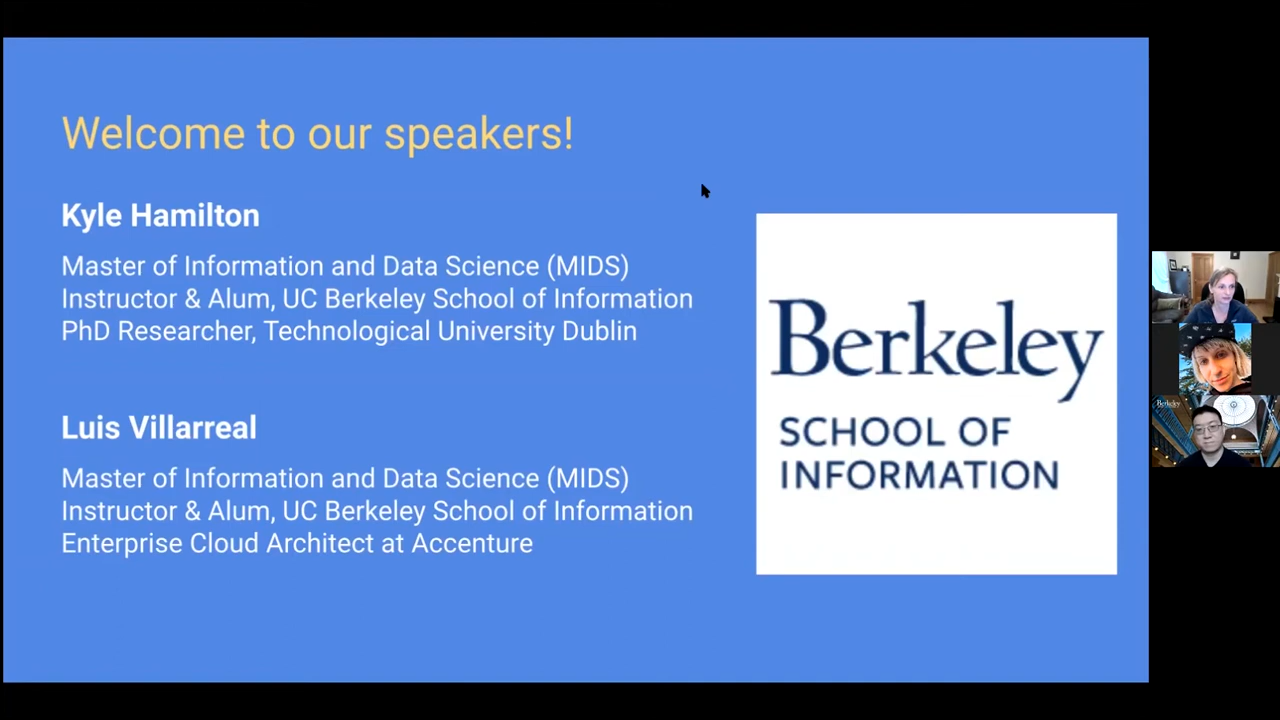 Welcome to our speakers!
Kyle Hamilton
Master of Information and Data Science (MIDS)
Instructor & Alum, UC Berkeley School of Information
PhD Researcher, Technological University Dublin
Luis Villarreal
Master of Information and Data Science (MIDS)
Instructor & Alum, UC Berkeley School of Information
Enterprise Cloud Architect at Accenture
Berkeley
SCHOOL OF
INFORMATION
Berkeley